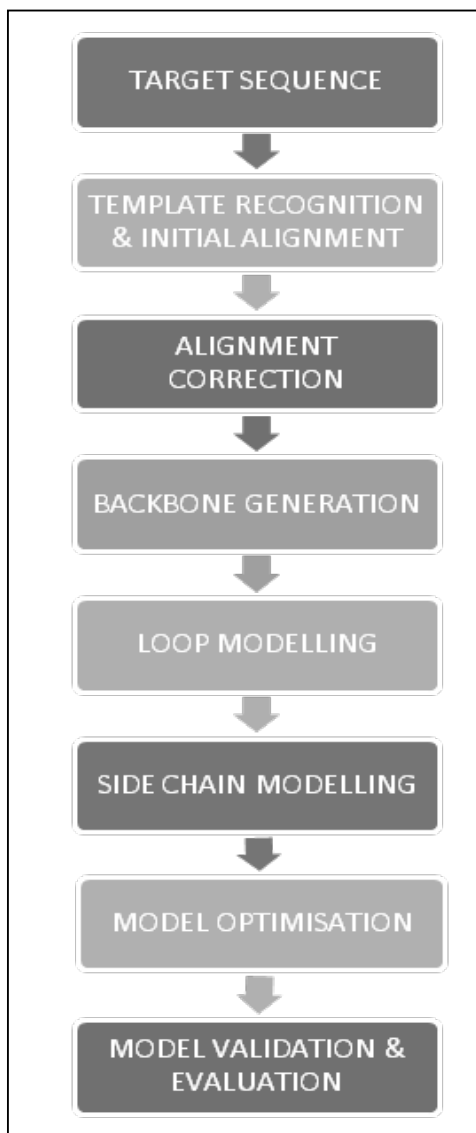 TARGET SEQUENCE
TEMPLATE RECOGNITION
& INITIAL ALIGNMENT
ALIGNMENT
CORRECTION
BACKBONE GENERATION
LOOP MODELLING
SIDE CHAIN MODELLING
MODEL OPTIMISATION
MODEL VALIDATION &
EVALUATION